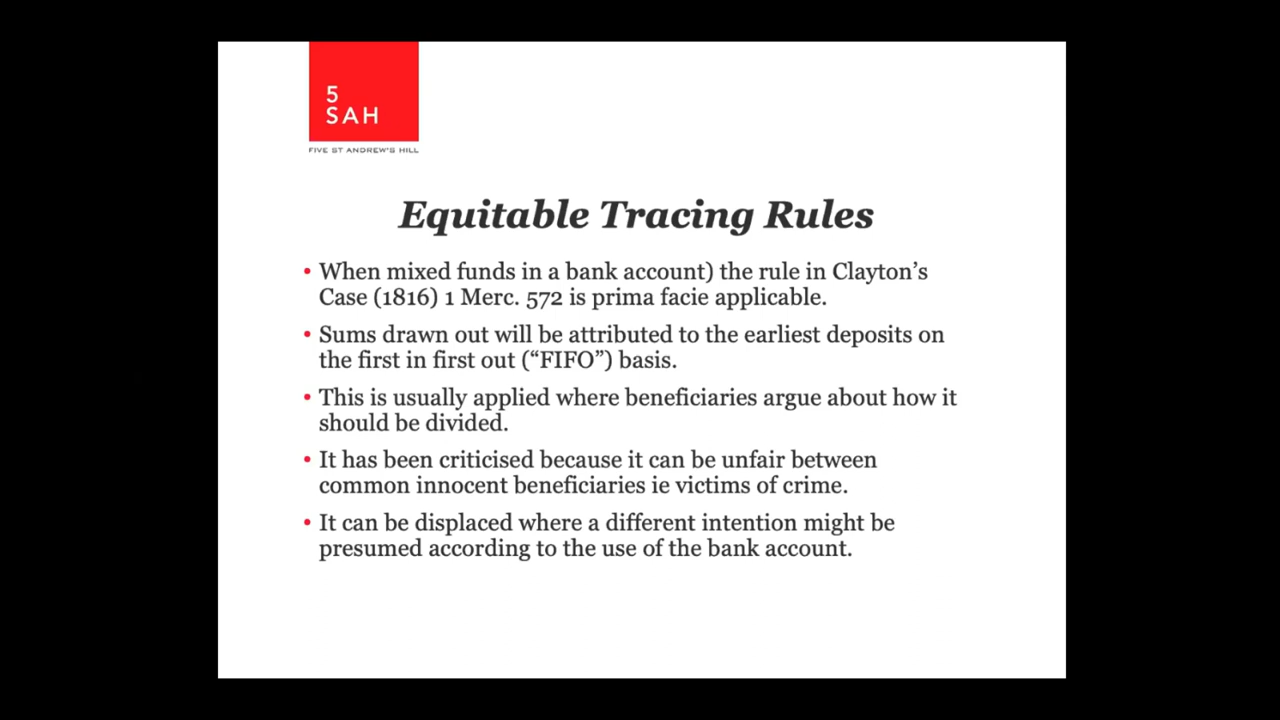 5
SAH
FIVE ST ANDREW'S HILL
Equitable Tracing Rules
• When mixed funds in a bank account) the rule in Clayton’s
Case (1816) 1 Merc. 572 is prima facie applicable.
• Sums drawn out will be attributed to the earliest deposits on
the first in first out (“FIFO”) basis.
• This is usually applied where beneficiaries argue about how it
should be divided.
• It has been criticised because it can be unfair between
common innocent beneficiaries ie victims of crime.
• It can be displaced where a different intention might be
presumed according to the use of the bank account.